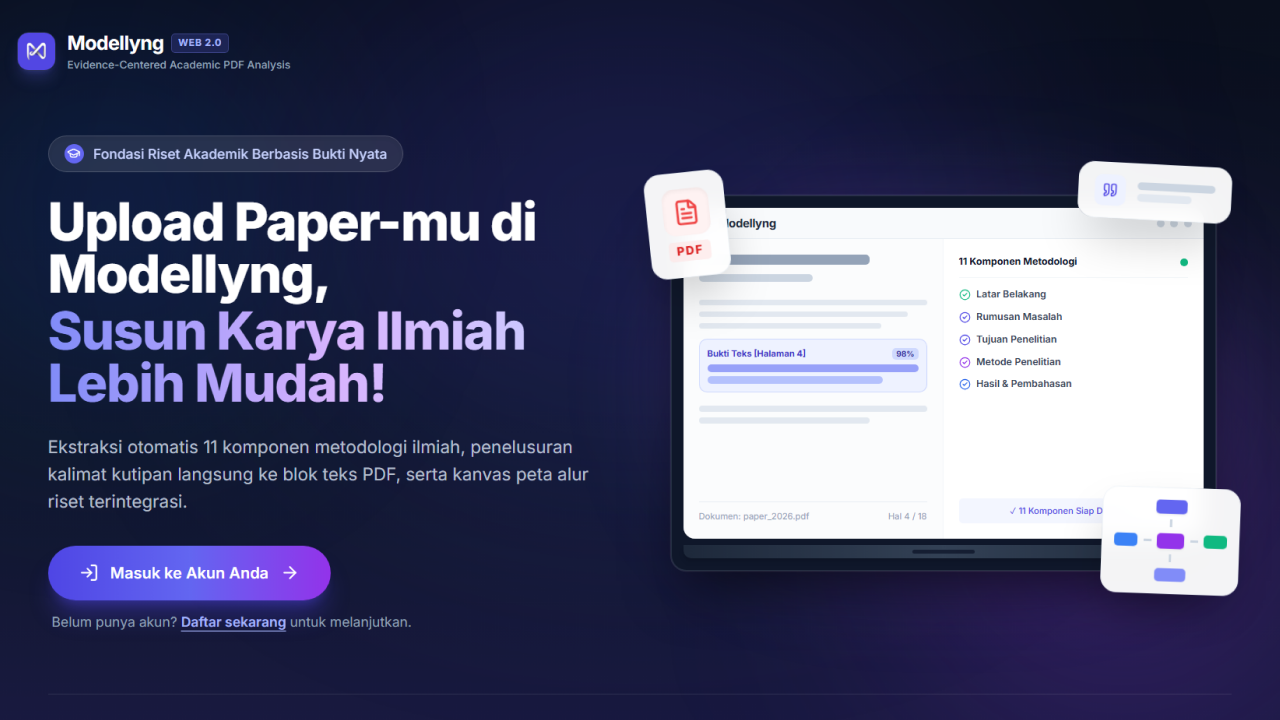 Modellyng WEB 2.0
Evidence-Centered Academic PDF Analysis
Fondasi Riset Akademik Berbasis Bukti Nyata
Upload Paper-mu di
Modellyng,
Susun Karya Ilmiah
Lebih Mudah!
Ekstraksi otomatis 11 komponen metodologi ilmiah, penelusuran
kalimat kutipan langsung ke blok teks PDF, serta kanvas peta alur
riset terintegrasi.
Masuk ke Akun Anda
Belum punya akun? Daftar sekarang untuk melanjutkan.
PDF
odellyng
Bukti Teks [Halaman 4] 98%
Dokumen: paper_2026.pdf Hal 4 / 18
11 Komponen Metodologi
Latar Belakang
Rumusan Masalah
Tujuan Penelitian
Metode Penelitian
Hasil & Pembahasan
✓ 11 Komponen Siap D